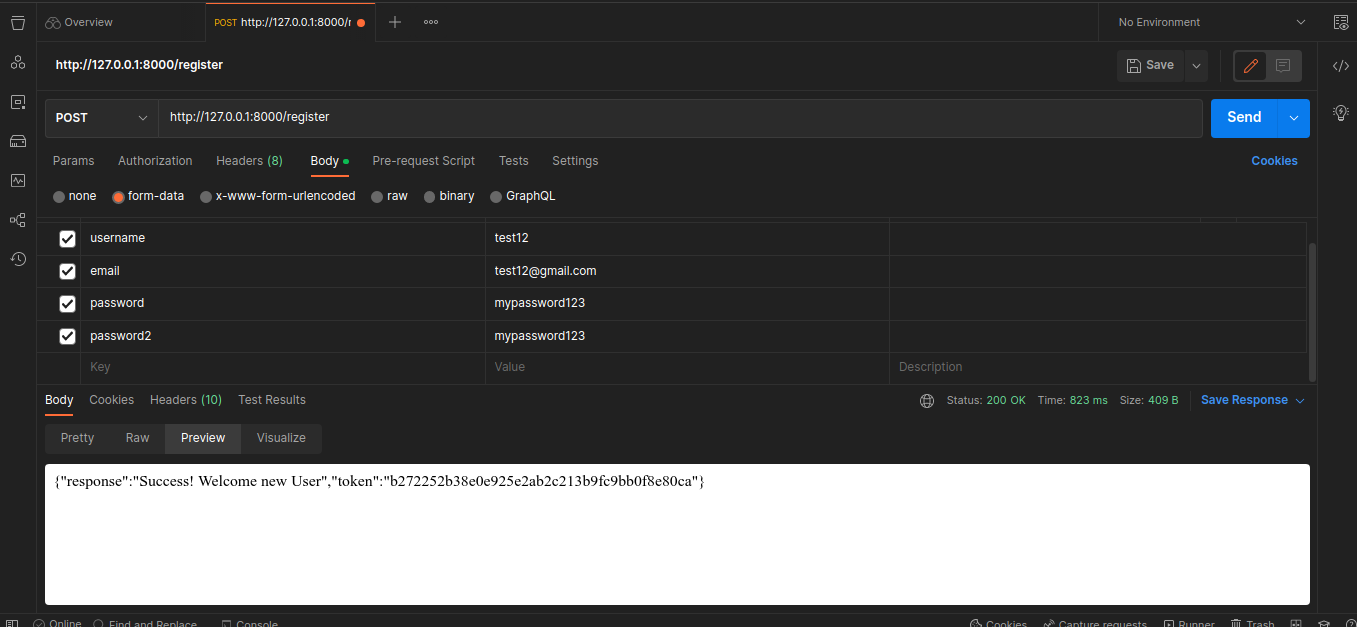 Overview
POST http://127.0.0.1:8000/r
No Environment
http://127.0.0.1:8000/register
Save
POST
http://127.0.0.1:8000/register
Send
Params Authorization Headers (8) Body Pre-request Script Tests Settings Cookies
none form-data x-www-form-urlencoded raw binary GraphQL
username test12
email test12@gmail.com
password mypassword123
password2 mypassword123
Key Value Description
Body Cookies Headers (10) Test Results Status: 200 OK Time: 823 ms Size: 409 B Save Response
Pretty Raw Preview Visualize
{"response":"Success! Welcome new User","token":"b272252b38e0e925e2ab2c213b9fc9bb0f8e80ca"}
Online Find and Replace Console Cookies Capture requests Runner Trash